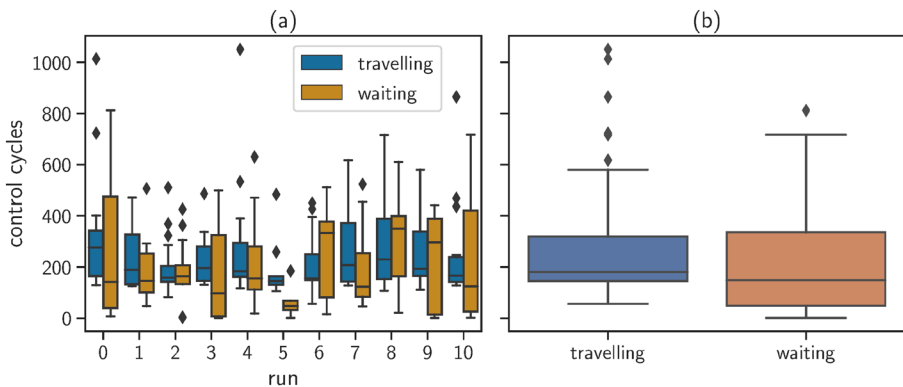 (a)
(b)
control cycles
1000
800
600
400
200
0
travelling
waiting
0 1 2 3 4 5 6 7 8 9 10
run
travelling waiting